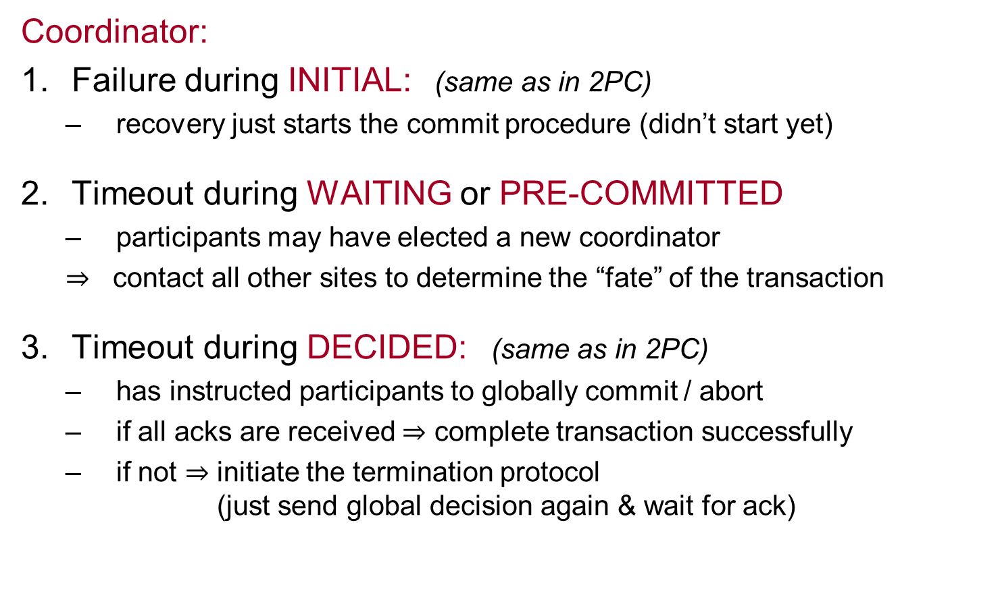 Coordinator:
1. Failure during INITIAL: (same as in 2PC)
– recovery just starts the commit procedure (didn’t start yet)
2. Timeout during WAITING or PRE-COMMITTED
– participants may have elected a new coordinator
⇒ contact all other sites to determine the “fate” of the transaction
3. Timeout during DECIDED: (same as in 2PC)
– has instructed participants to globally commit / abort
– if all acks are received ⇒ complete transaction successfully
– if not ⇒ initiate the termination protocol
(just send global decision again & wait for ack)